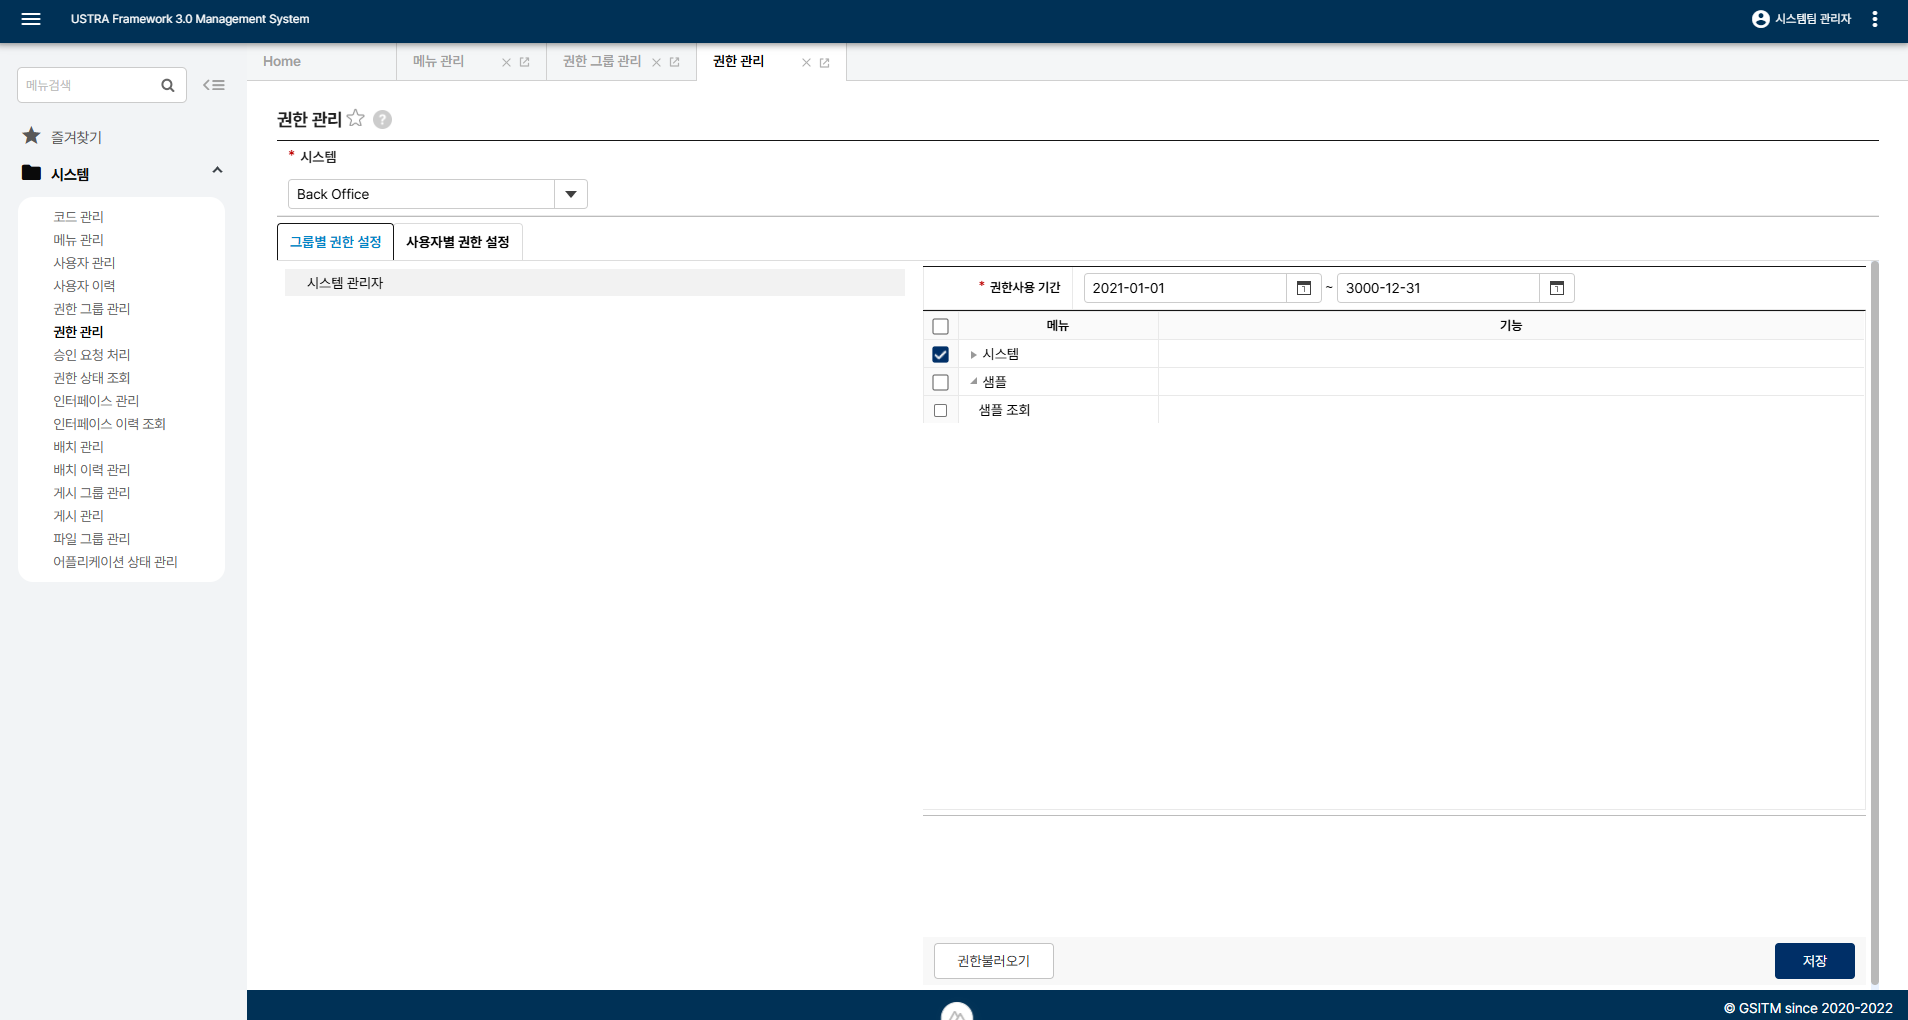 USTRA Framework 3.0 Management System
시스템팀 관리자
메뉴검색
즐겨찾기
시스템
코드 관리
메뉴 관리
사용자 관리
사용자 이력
권한 그룹 관리
권한 관리
승인 요청 처리
권한 상태 조회
인터페이스 관리
인터페이스 이력 조회
배치 관리
배치 이력 관리
게시 그룹 관리
게시 관리
파일 그룹 관리
어플리케이션 상태 관리
Home
메뉴 관리
권한 그룹 관리
권한 관리
권한 관리 ?
* 시스템
Back Office
그룹별 권한 설정
사용자별 권한 설정
시스템 관리자
* 권한사용 기간
2021-01-01
~
3000-12-31
메뉴
기능
시스템
샘플
샘플 조회
권한불러오기
저장
© GSITM since 2020-2022